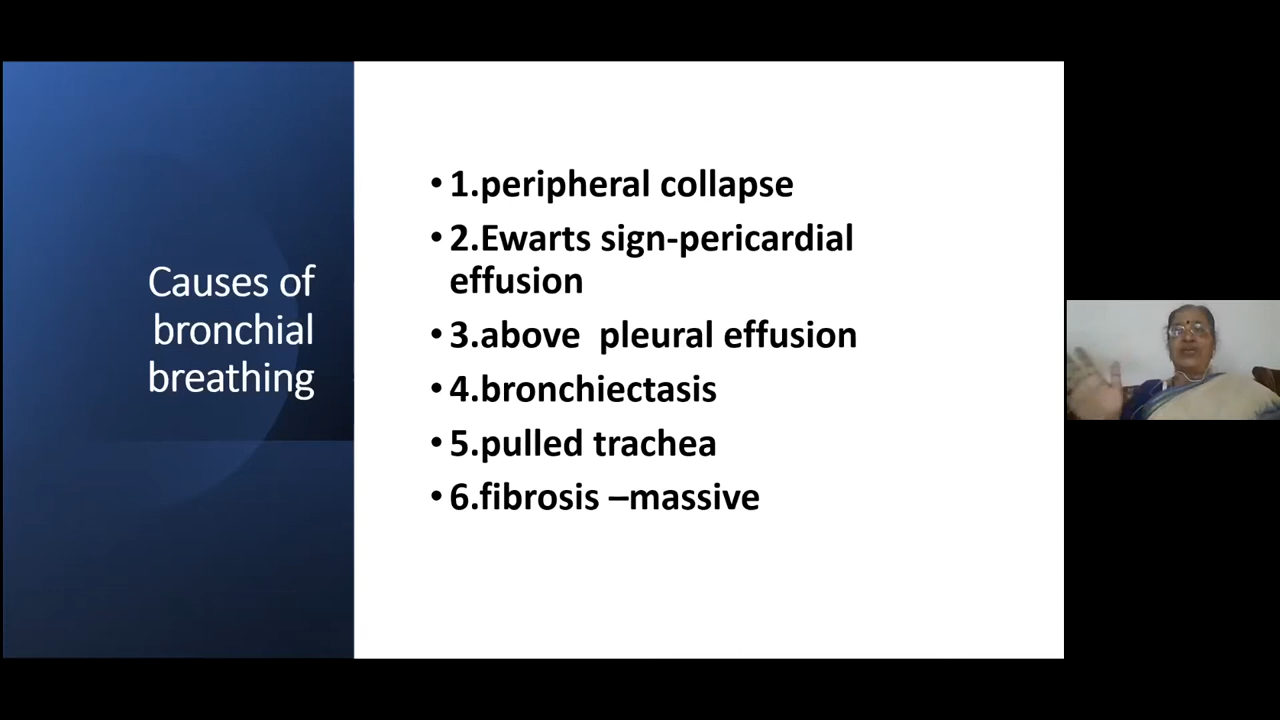 Causes of
bronchial
breathing
• 1.peripheral collapse
• 2.Ewarts sign-pericardial
effusion
• 3.above  pleural effusion
• 4.bronchiectasis
• 5.pulled trachea
• 6.fibrosis –massive